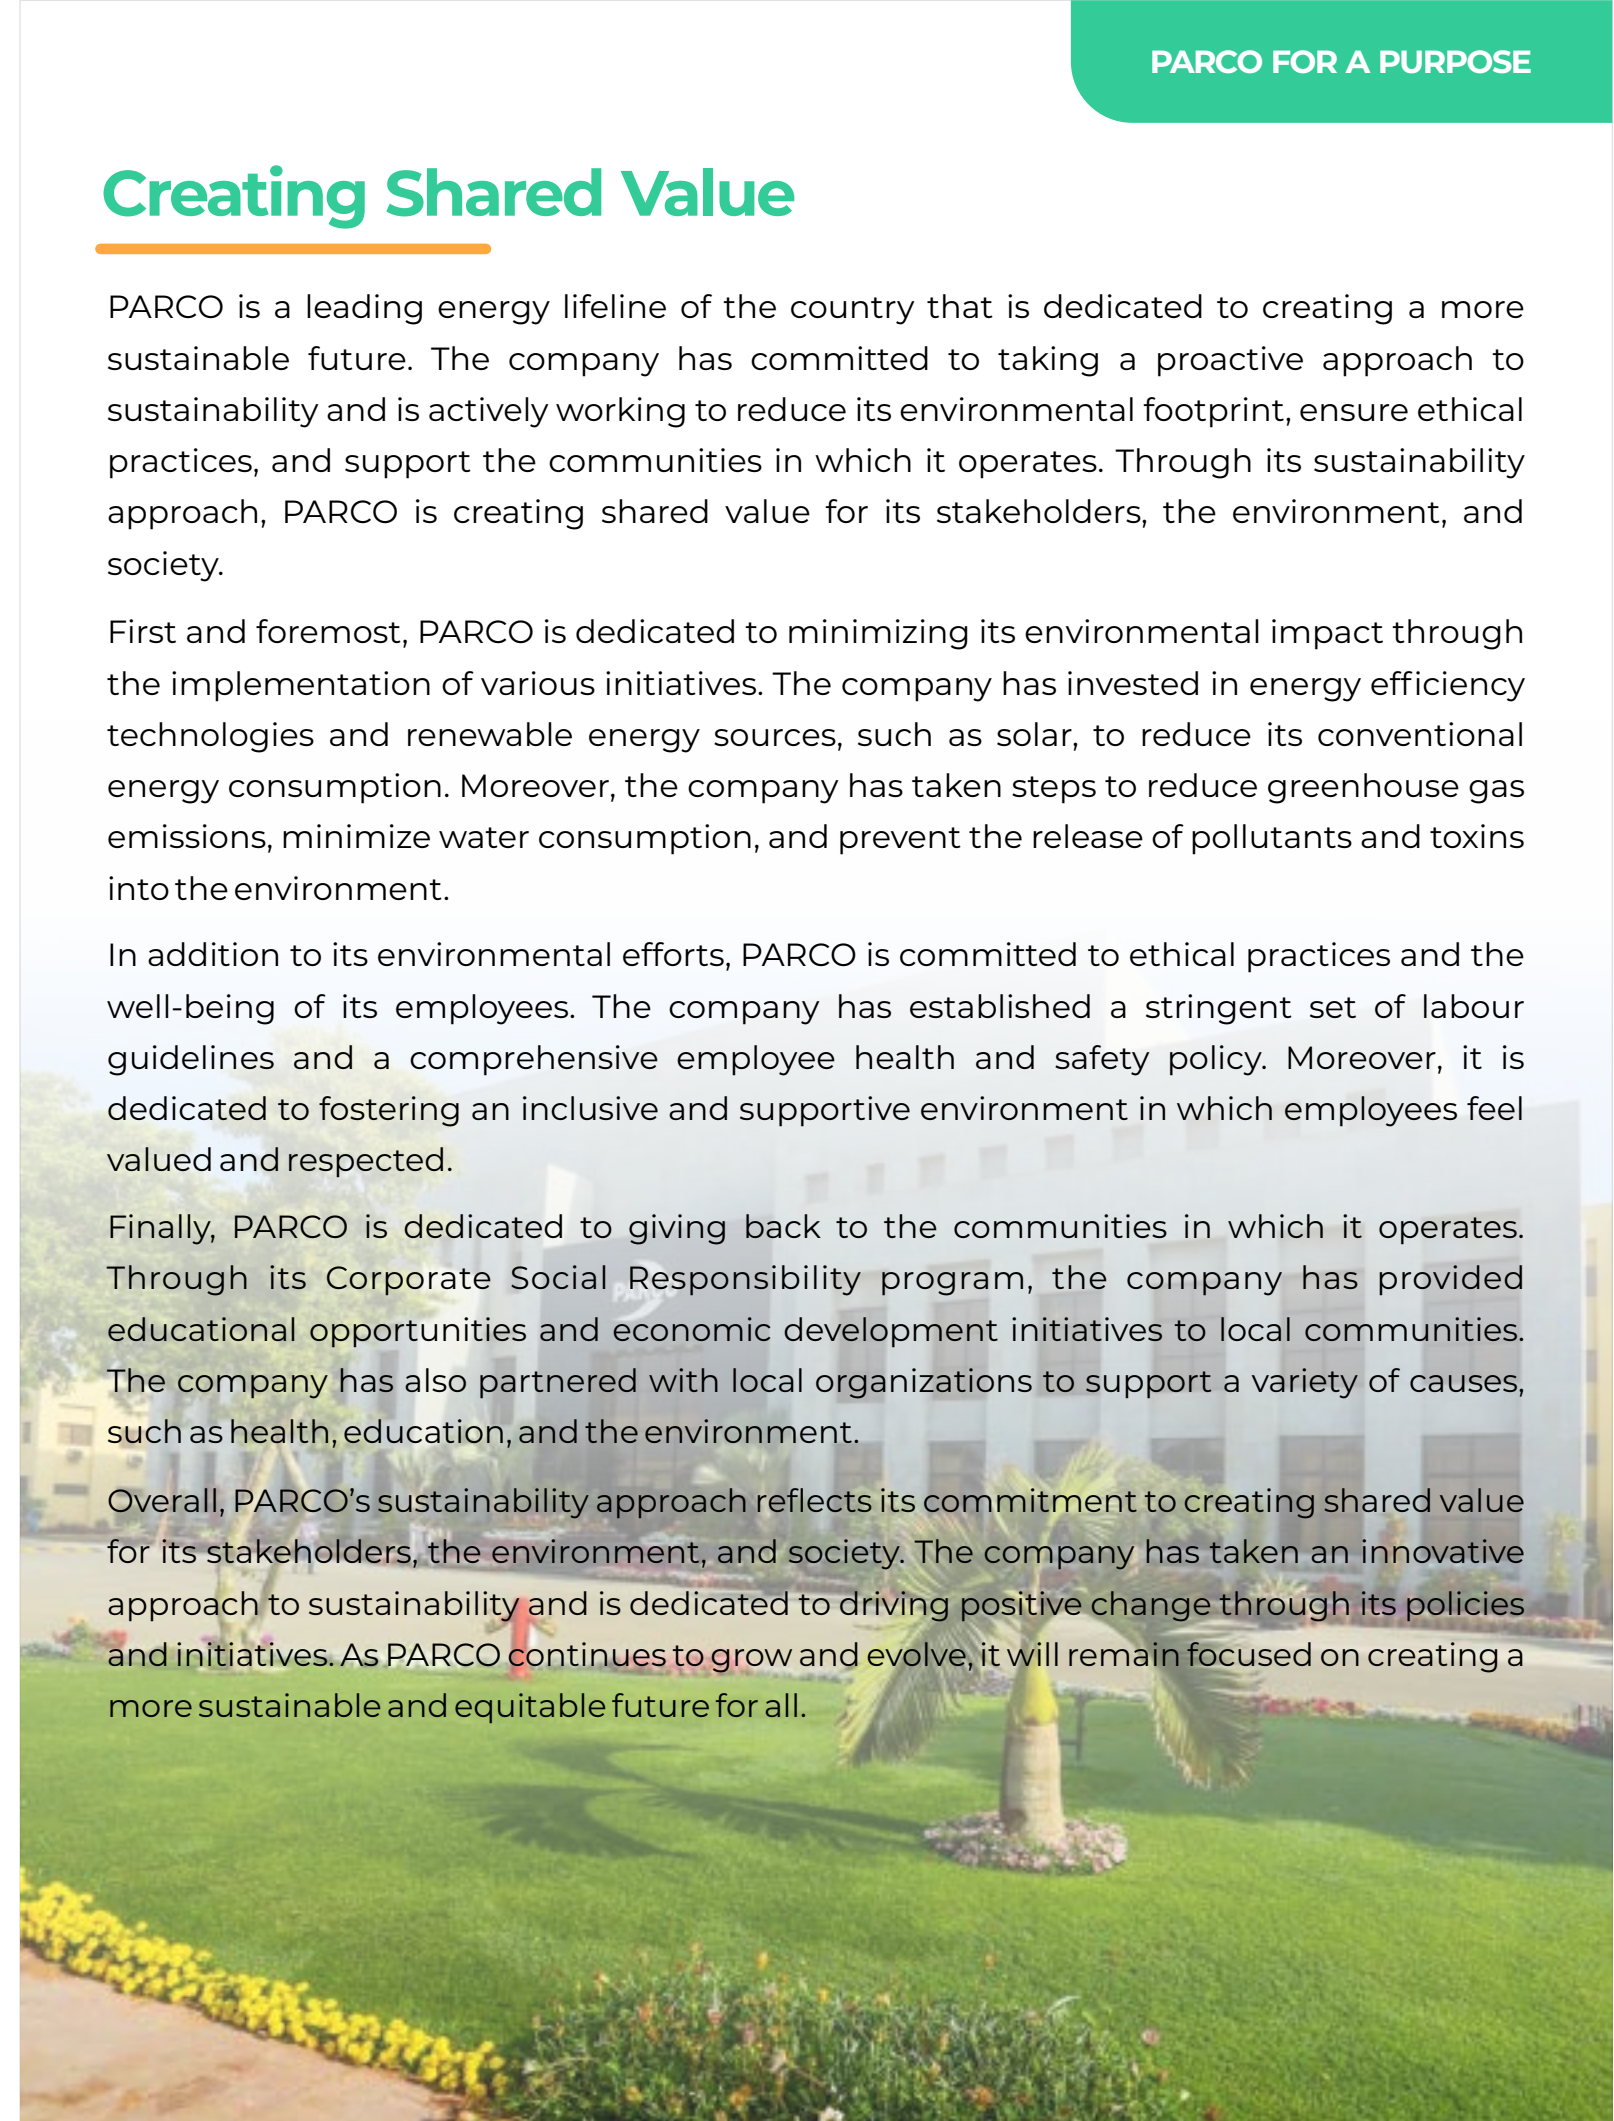 PARCO FOR A PURPOSE
Creating Shared Value
PARCO is a leading energy lifeline of the country that is dedicated to creating a more
sustainable future. The company has committed to taking a proactive approach to
sustainability and is actively working to reduce its environmental footprint, ensure ethical
practices, and support the communities in which it operates. Through its sustainability
approach, PARCO is creating shared value for its stakeholders, the environment, and
society.
First and foremost, PARCO is dedicated to minimizing its environmental impact through
the implementation of various initiatives. The company has invested in energy efficiency
technologies and renewable energy sources, such as solar, to reduce its conventional
energy consumption. Moreover, the company has taken steps to reduce greenhouse gas
emissions, minimize water consumption, and prevent the release of pollutants and toxins
into the environment.
In addition to its environmental efforts, PARCO is committed to ethical practices and the
well-being of its employees. The company has established a stringent set of labour
guidelines and a comprehensive employee health and safety policy. Moreover, it is
dedicated to fostering an inclusive and supportive environment in which employees feel
valued and respected.
Finally, PARCO is dedicated to giving back to the communities in which it operates.
Through its Corporate Social Responsibility program, the company has provided
educational opportunities and economic development initiatives to local communities.
The company has also partnered with local organizations to support a variety of causes,
such as health, education, and the environment.
Overall, PARCO’s sustainability approach reflects its commitment to creating shared value
for its stakeholders, the environment, and society. The company has taken an innovative
approach to sustainability and is dedicated to driving positive change through its policies
and initiatives. As PARCO continues to grow and evolve, it will remain focused on creating a
more sustainable and equitable future for all.